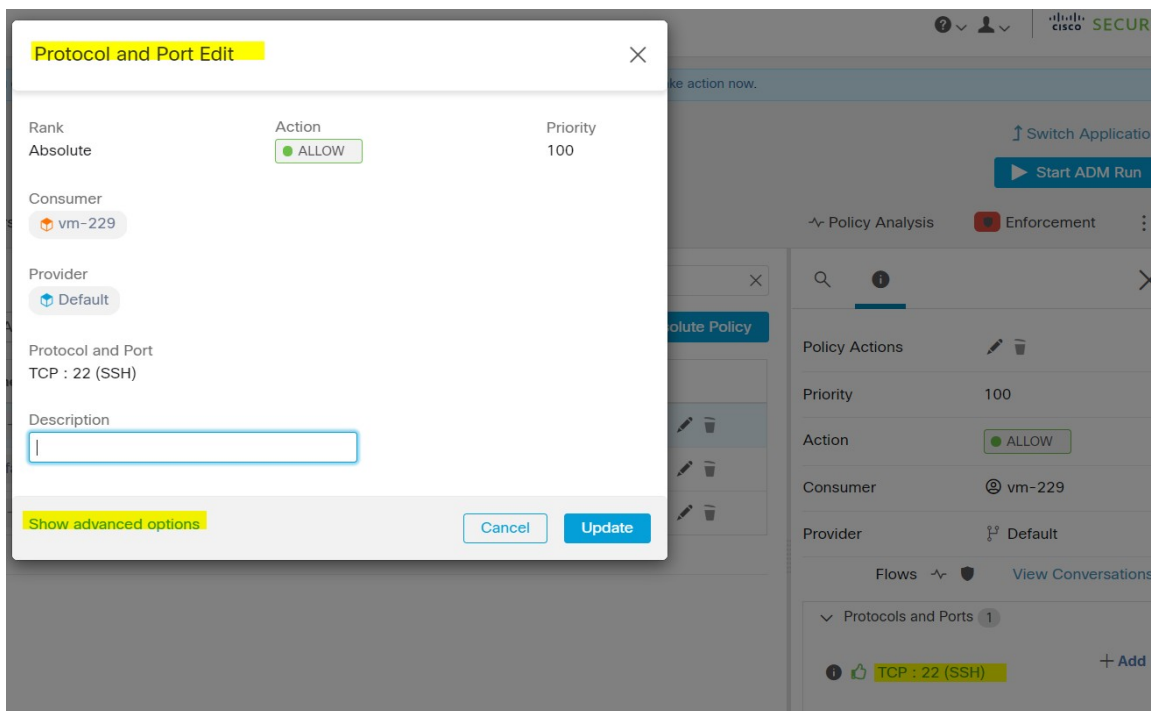 cisco SECUR
Protocol and Port Edit
ke action now.
Rank
Action
Priority
Absolute
ALLOW
100
Switch Applicatio
Start ADM Run
Consumer
vm-229
Policy Analysis
Enforcement
Provider
Default
olute Policy
Protocol and Port
TCP : 22 (SSH)
Policy Actions
Priority
100
Description
Action
ALLOW
Consumer
vm-229
Show advanced options
Cancel
Update
Provider
Default
Flows
View Conversations
Protocols and Ports 1
+ Add
TCP : 22 (SSH)